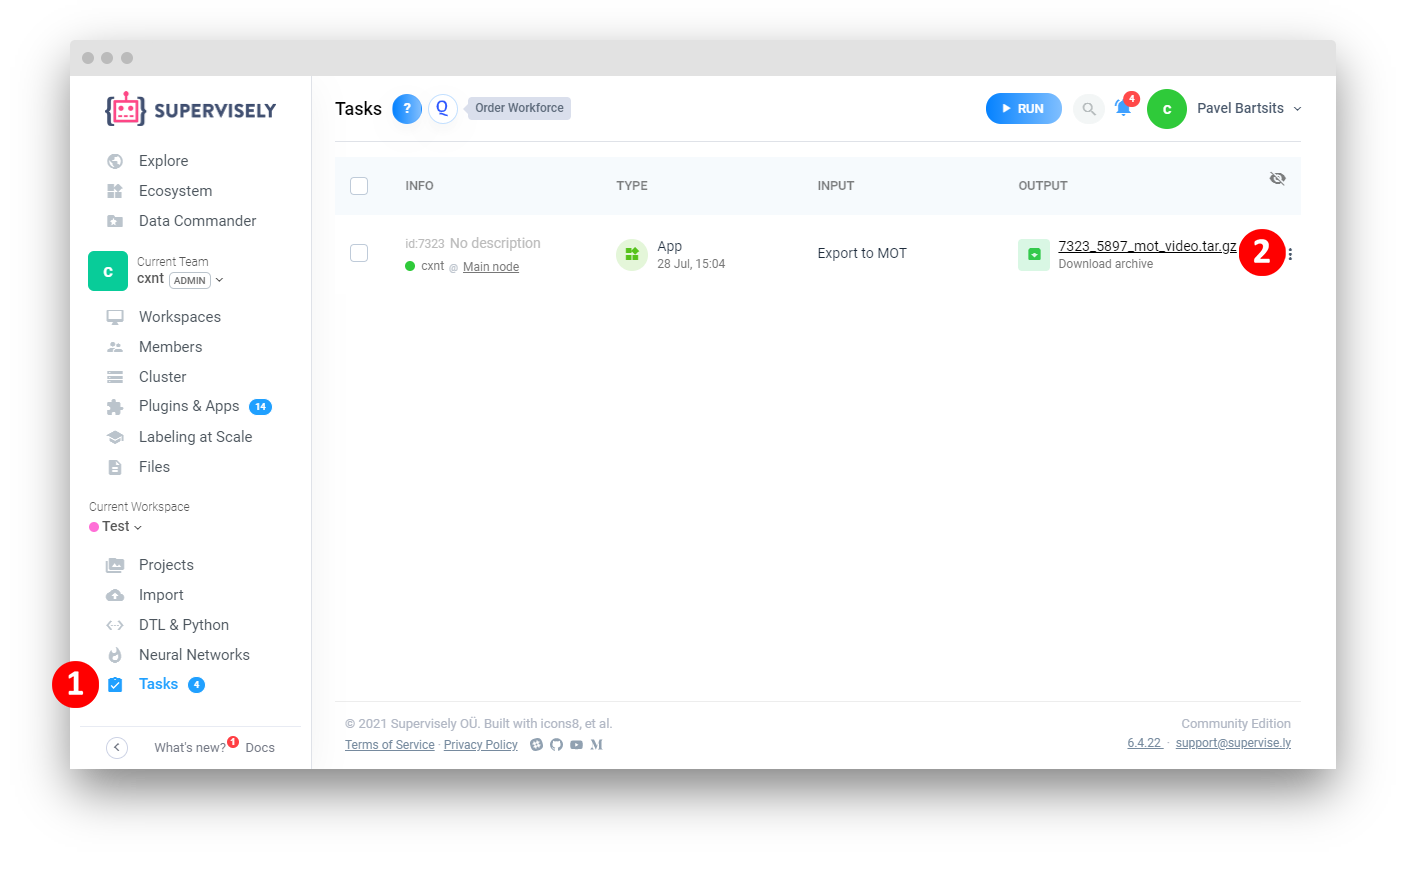 SUPERVISELY
Explore
Ecosystem
Data Commander
C
Current Team
cxnt ADMIN
Workspaces
Members
Cluster
Plugins & Apps 14
Labeling at Scale
Files
Current Workspace
Test
Projects
Import
DTL & Python
Neural Networks
1
Tasks 4
What's new? 1 Docs
Tasks ? Q Order Workforce
RUN 4 C Pavel Bartsits
INFO TYPE INPUT OUTPUT
id:7323 No description
cxnt @ Main node
App
28 Jul, 15:04
Export to MOT
7323_5897_mot_video.tar.gz
Download archive
2
© 2021 Supervisely OÜ. Built with icons8, et al.
Terms of Service · Privacy Policy
Community Edition
6.4.22 · support@supervise.ly